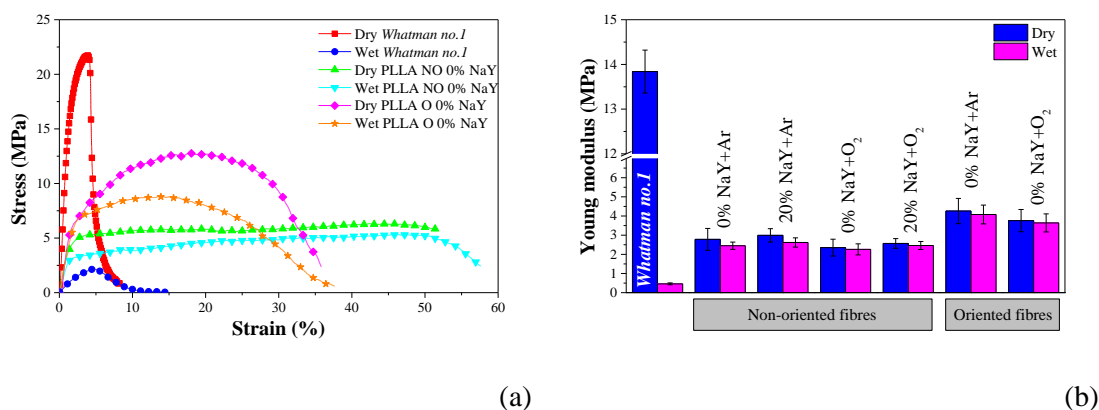 25
20
15
10
5
0
Stress (MPa)
0 10 20 30 40 50 60
Strain (%)
Dry Whatman no.1
Wet Whatman no.1
Dry PLLA NO 0% NaY
Wet PLLA NO 0% NaY
Dry PLLA O 0% NaY
Wet PLLA O 0% NaY
(a)
15
14
13
12
5
4
3
2
1
0
Young modulus (MPa)
Dry
Wet
Whatman no.1
0% NaY+Ar
20% NaY+Ar
0% NaY+O₂
20% NaY+O₂
0% NaY+Ar
0% NaY+O₂
Non-oriented fibres
Oriented fibres
(b)